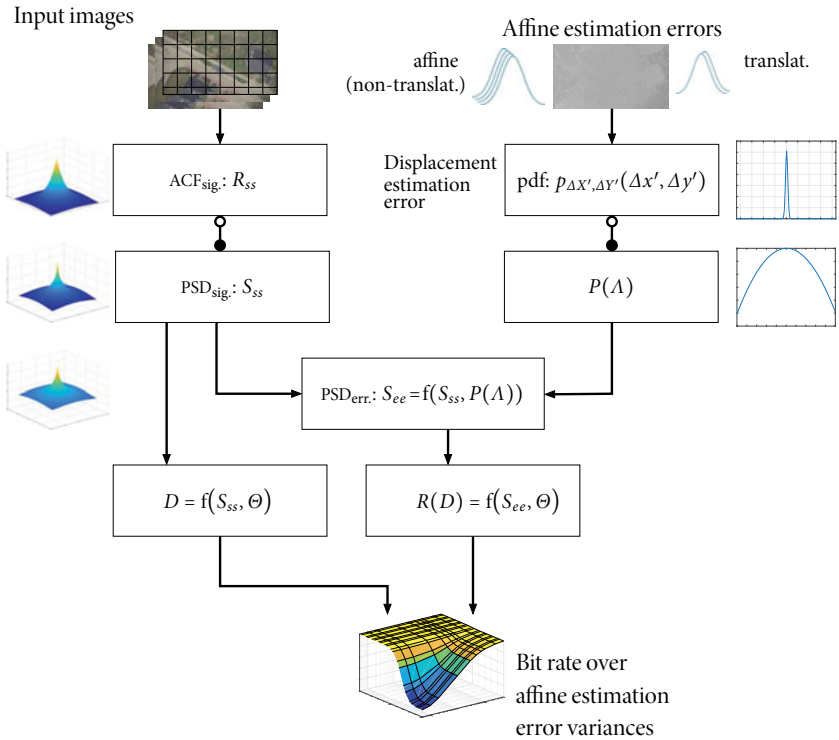 Input images
Affine estimation errors
affine
(non-translat.)
translat.
ACFsig.: Rss
Displacement
estimation
error
pdf: pΔX′,ΔY′(Δx′, Δy′)
PSDsig.: Sss
P(Λ)
PSDerr.: See = f(Sss, P(Λ))
D = f(Sss, Θ)
R(D) = f(See, Θ)
Bit rate over
affine estimation
error variances